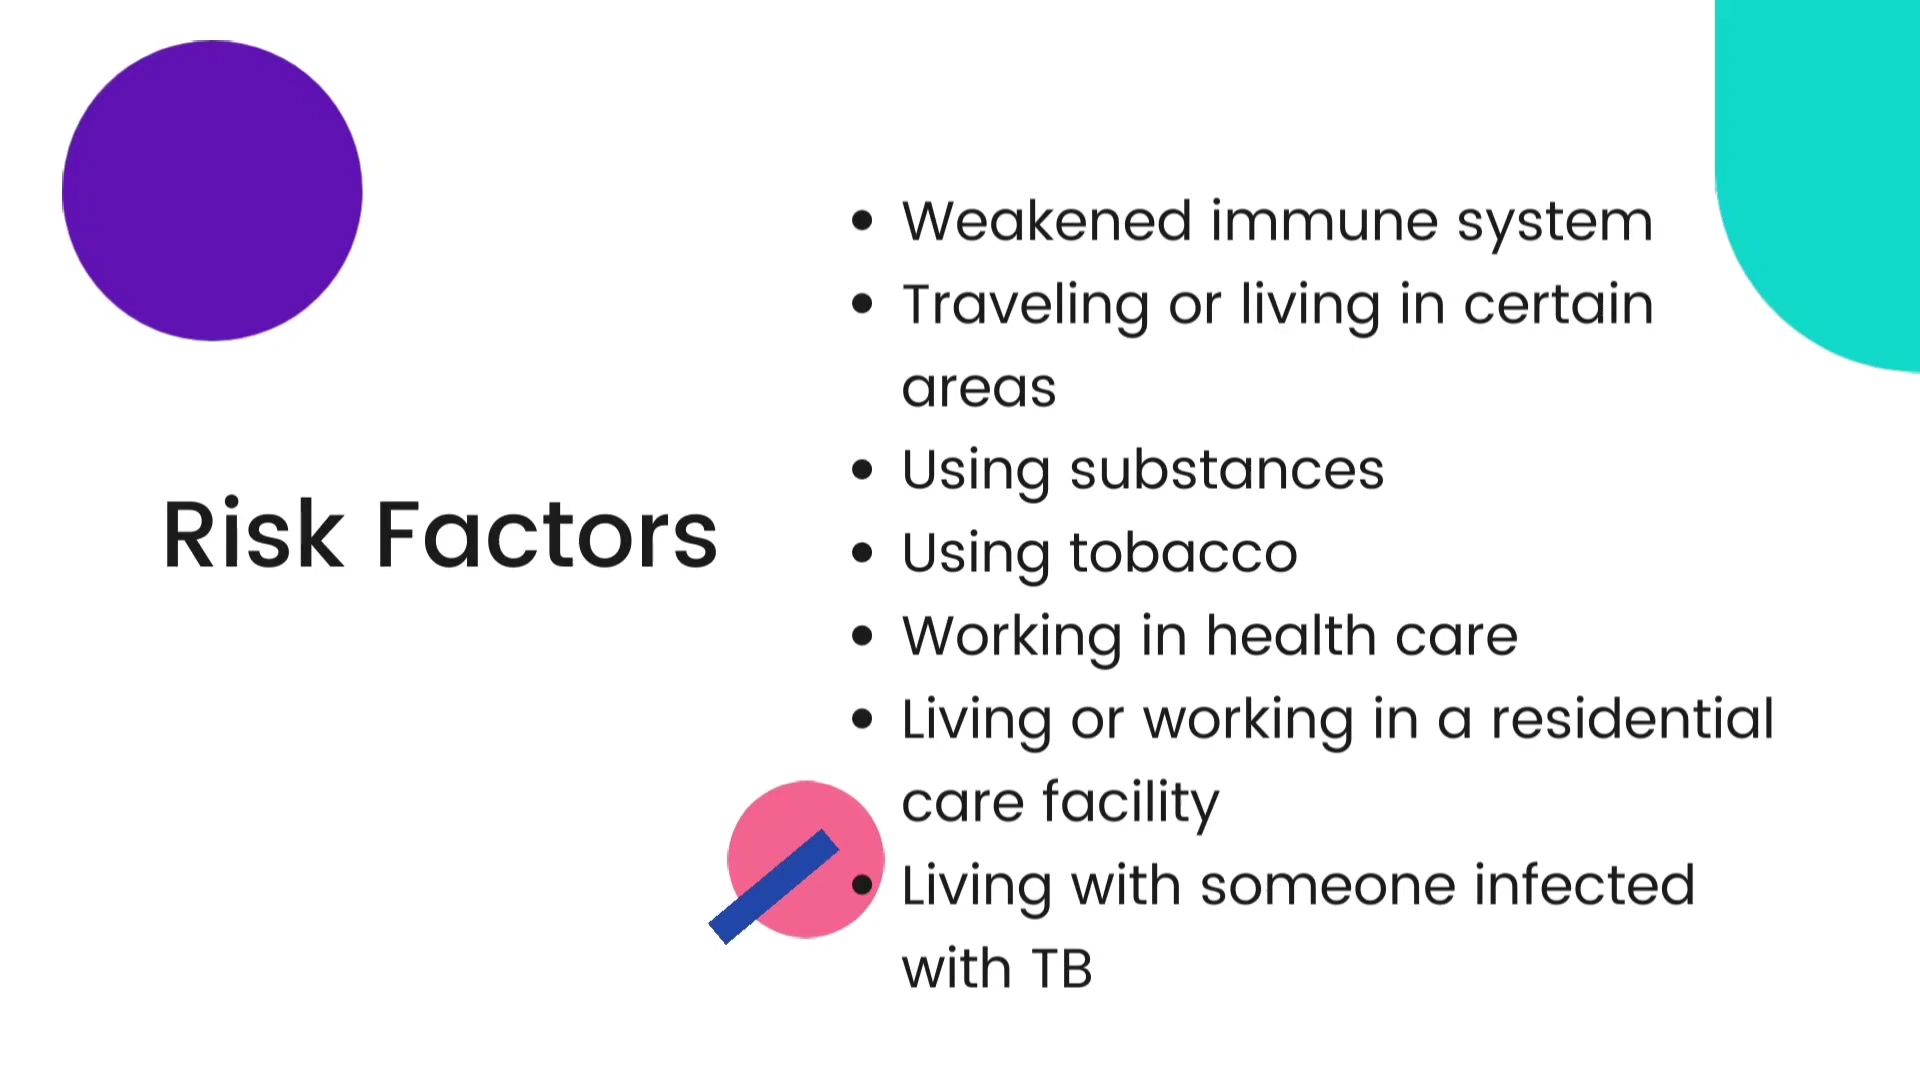 Risk Factors
• Weakened immune system
• Traveling or living in certain
areas
• Using substances
• Using tobacco
• Working in health care
• Living or working in a residential
care facility
• Living with someone infected
with TB